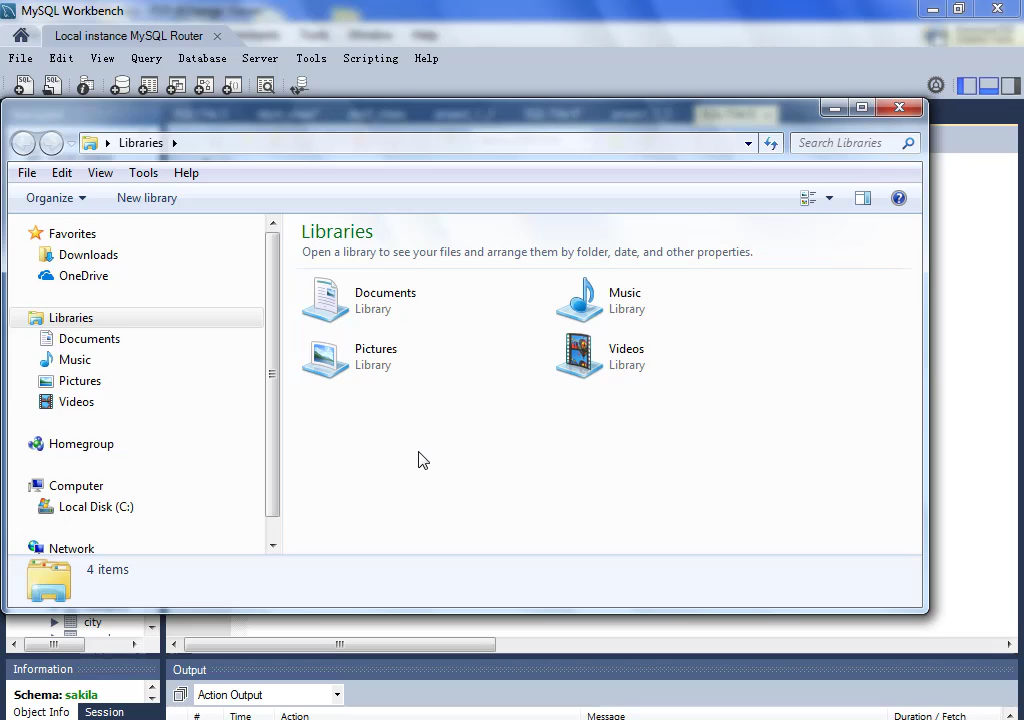 MySQL Workbench
Local instance MySQL Router
File Edit View Query Database Server Tools Scripting Help
Libraries
Search Libraries
File Edit View Tools Help
Organize New library
Favorites
Downloads
OneDrive
Libraries
Documents
Music
Pictures
Videos
Homegroup
Computer
Local Disk (C:)
Network
Libraries
Open a library to see your files and arrange them by folder, date, and other properties.
Documents
Library
Music
Library
Pictures
Library
Videos
Library
4 items
city
Information
Schema: sakila
Object Info Session
Output
Action Output
# Time Action Message Duration / Fetch